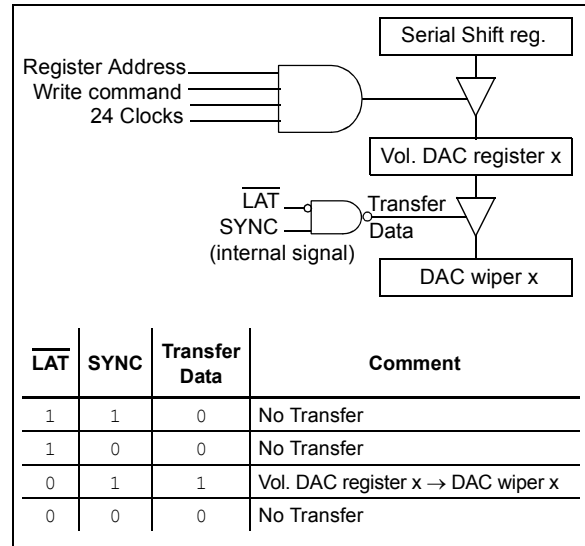 Serial Shift reg.
Register Address
Write command
24 Clocks
Vol. DAC register x
LAT
SYNC
(internal signal)
Transfer
Data
DAC wiper x
LAT SYNC Transfer Data Comment
1 1 0 No Transfer
1 0 0 No Transfer
0 1 1 Vol. DAC register x → DAC wiper x
0 0 0 No Transfer